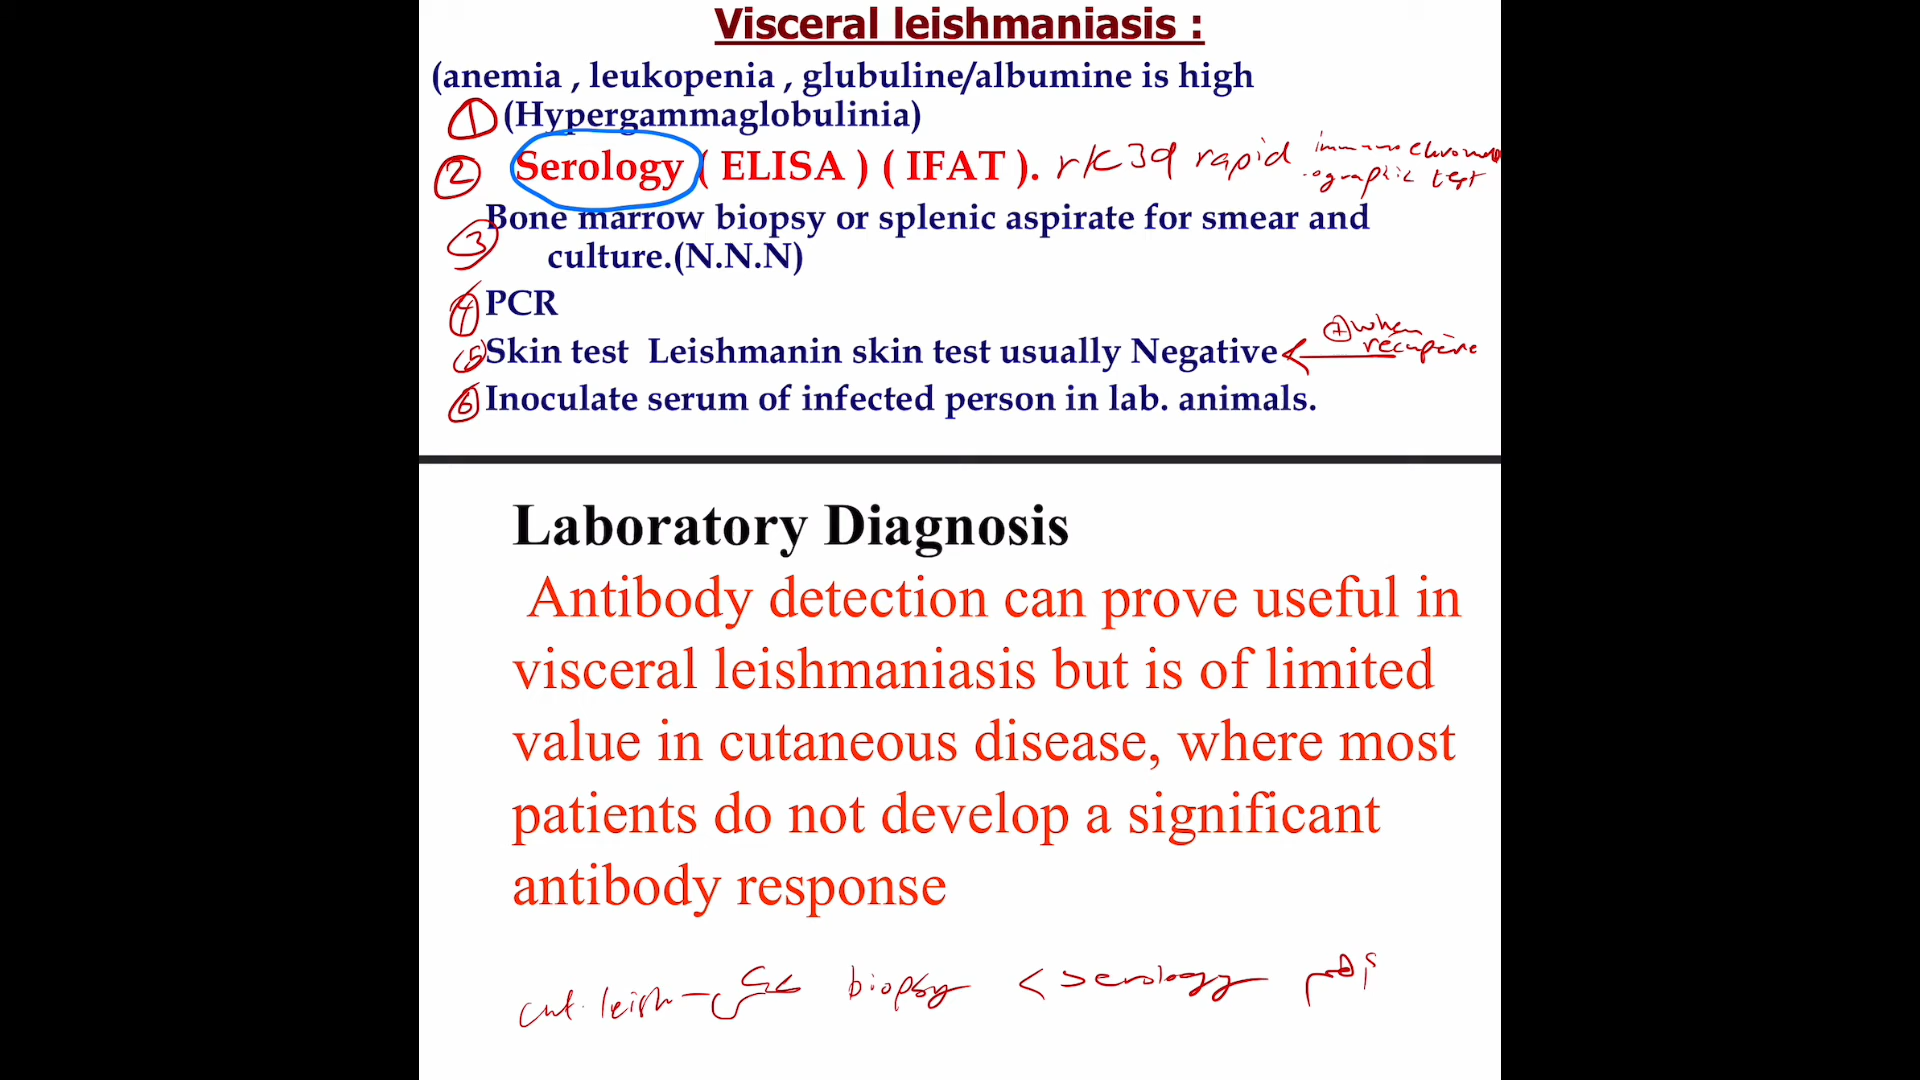 Visceral leishmaniasis :
(anemia , leukopenia , glubuline/albumine is high
① (Hypergammaglobulinia)
② Serology ( ELISA ) ( IFAT ). rk39 rapid immuno chromatographic test
③ Bone marrow biopsy or splenic aspirate for smear and
culture.(N.N.N)
④ PCR
⑤ Skin test Leishmanin skin test usually Negative ← + when
⑥ Inoculate serum of infected person in lab. animals.
Laboratory Diagnosis
Antibody detection can prove useful in
visceral leishmaniasis but is of limited
value in cutaneous disease, where most
patients do not develop a significant
antibody response
cut. leish biopsy < serology